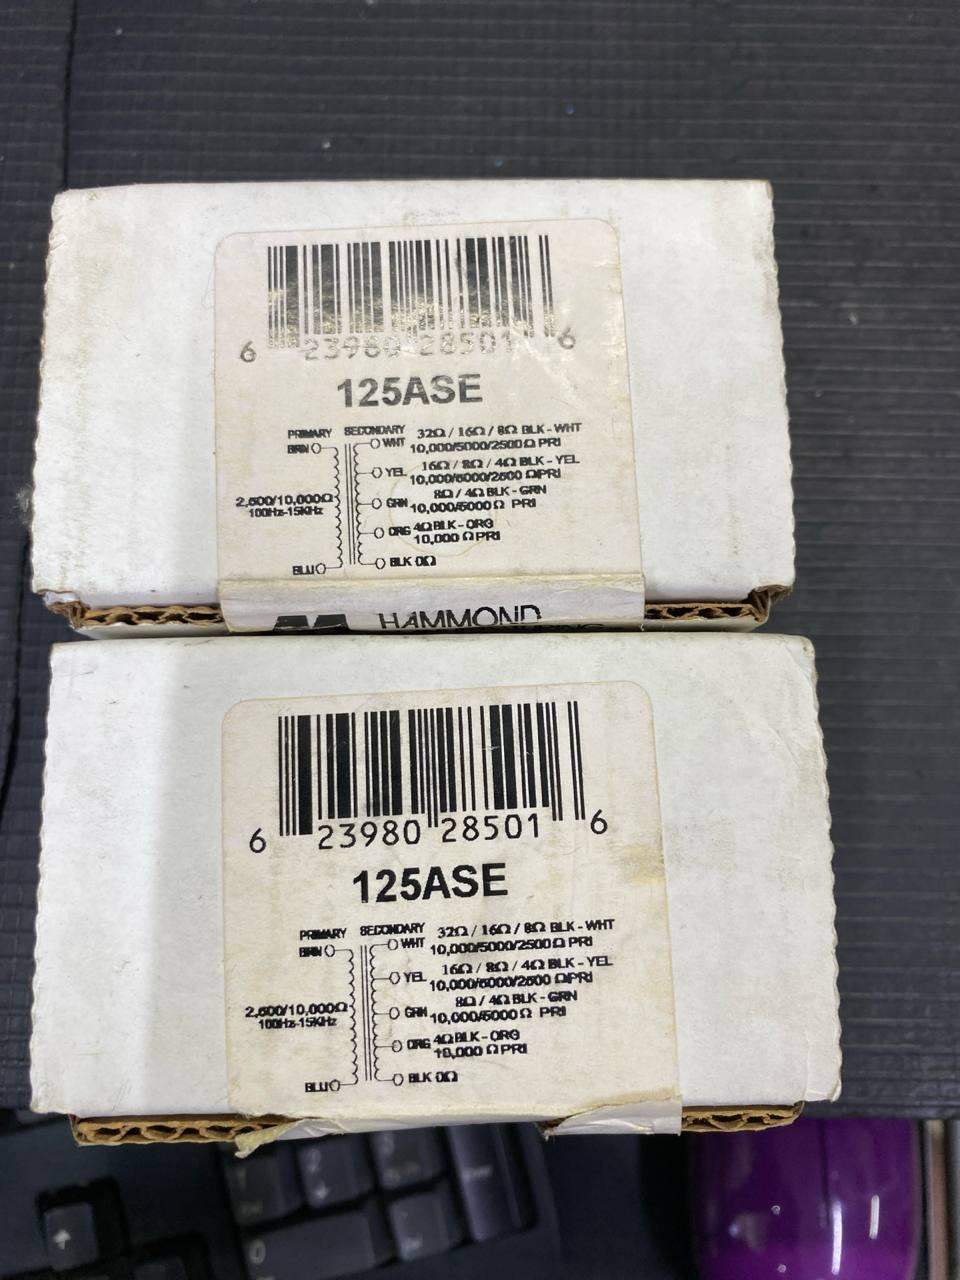 6 23980 28501 6
125ASE
PRIMARY SECONDARY 32Ω / 16Ω / 8Ω BLK - WHT
BRN WHT 10,000/5000/2500 Ω PRI
16Ω / 8Ω / 4Ω BLK - YEL
YEL 10,000/5000/2500 Ω PRI
8Ω / 4Ω BLK - GRN
2,500/10,000Ω GRN 10,000/5000 Ω PRI
100Hz-15KHz
ORG 4Ω BLK - ORG
10,000 Ω PRI
BLU BLK 0Ω
HAMMOND
6 23980 28501 6
125ASE
PRIMARY SECONDARY 32Ω / 16Ω / 8Ω BLK - WHT
BRN WHT 10,000/5000/2500 Ω PRI
16Ω / 8Ω / 4Ω BLK - YEL
YEL 10,000/5000/2500 Ω PRI
8Ω / 4Ω BLK - GRN
2,500/10,000Ω GRN 10,000/5000 Ω PRI
100Hz-15KHz
ORG 4Ω BLK - ORG
10,000 Ω PRI
BLU BLK 0Ω